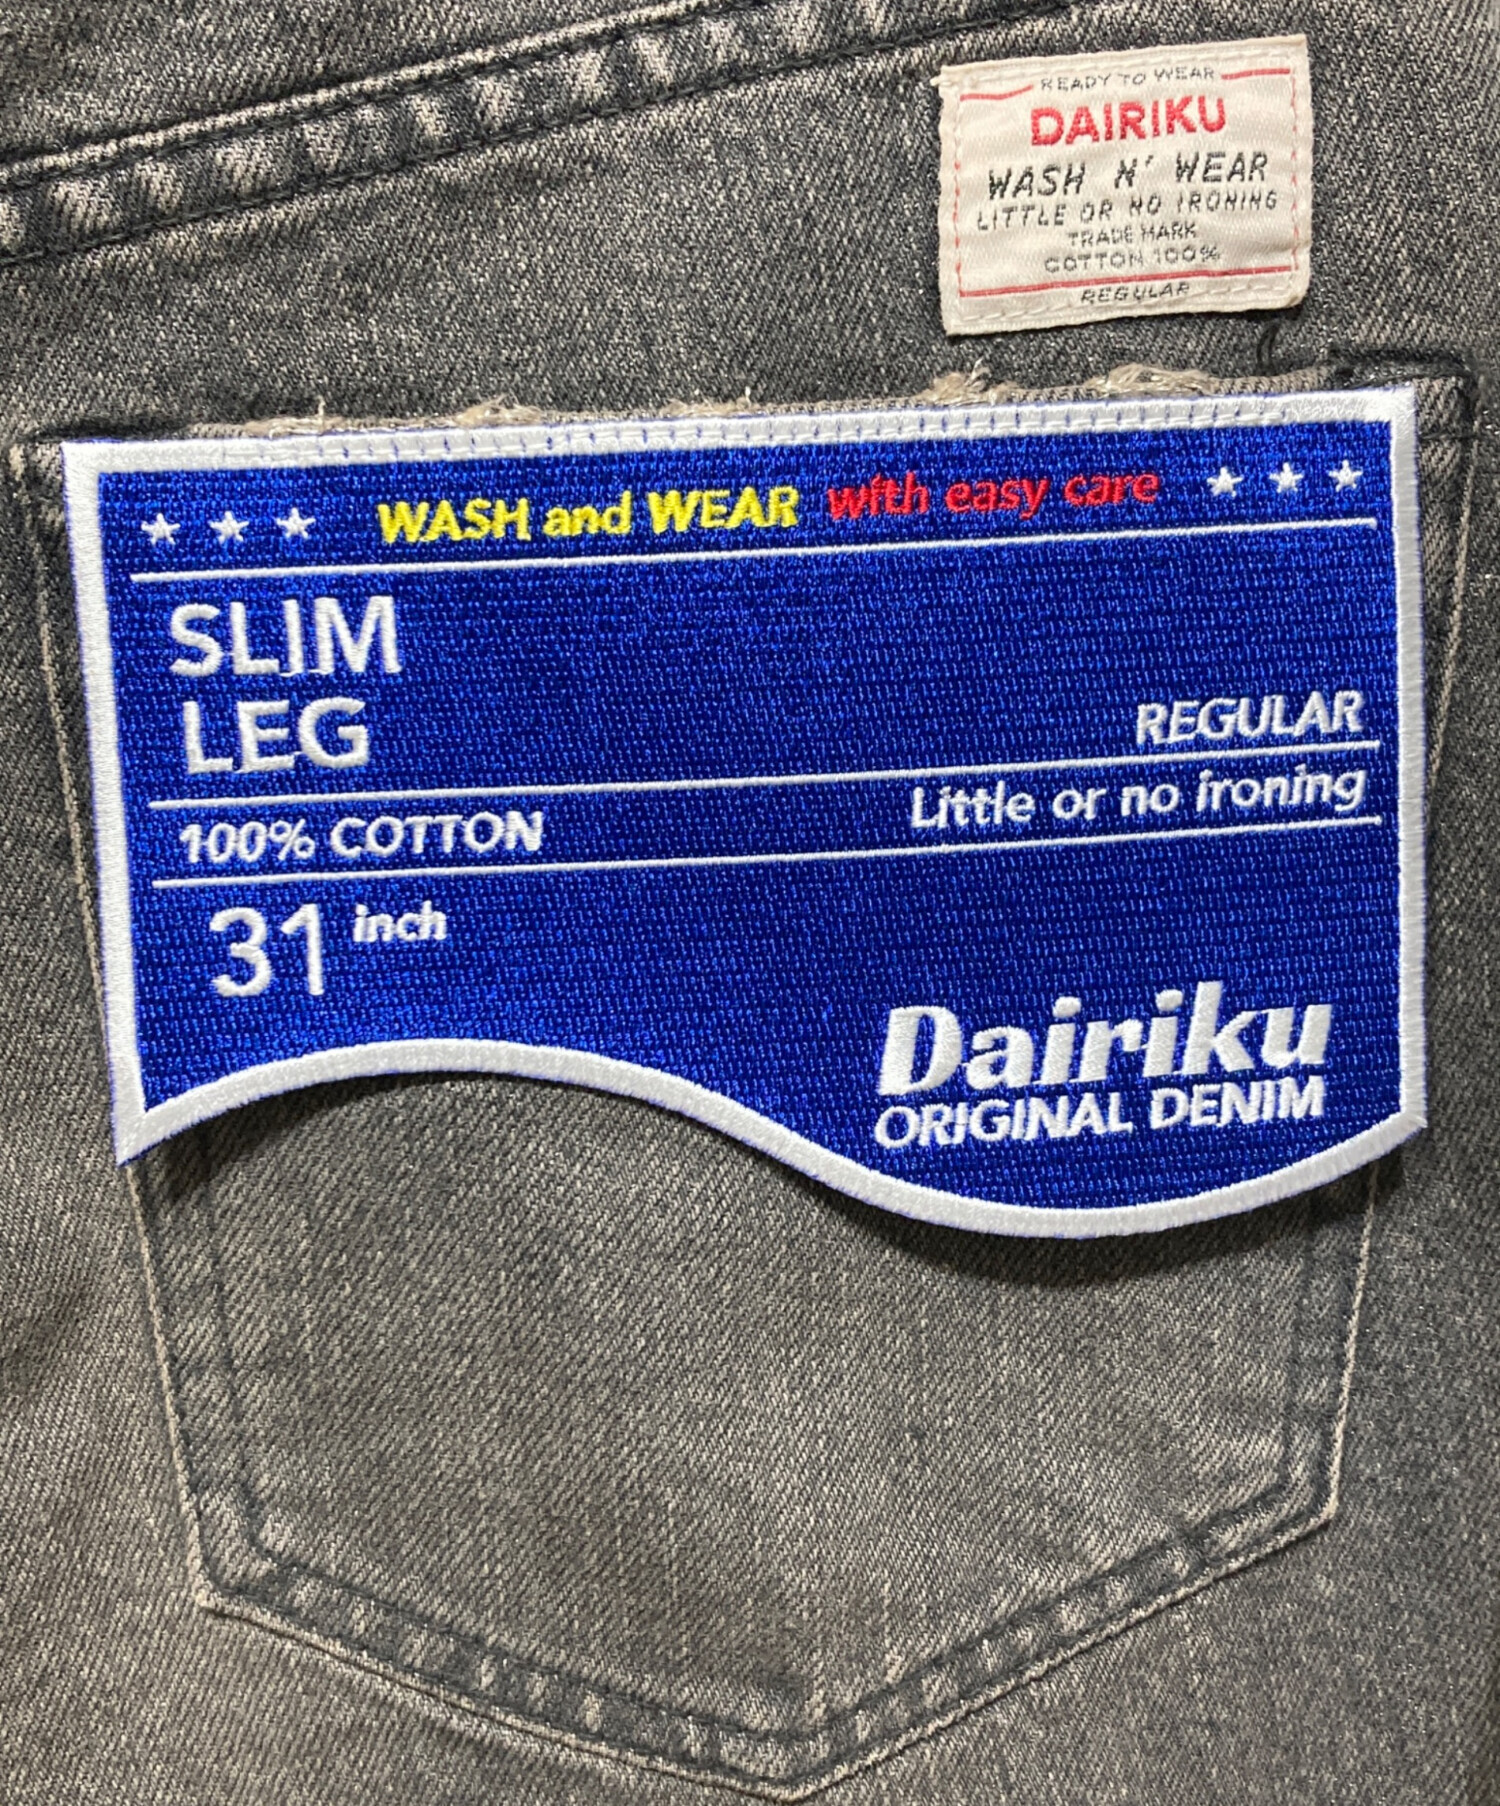 READY TO WEAR
DAIRIKU
WASH N' WEAR
LITTLE OR NO IRONING
TRADE MARK
COTTON 100%
REGULAR
WASH and WEAR with easy care
SLIM
LEG
REGULAR
100% COTTON
Little or no ironing
31 inch
Dairiku
ORIGINAL DENIM